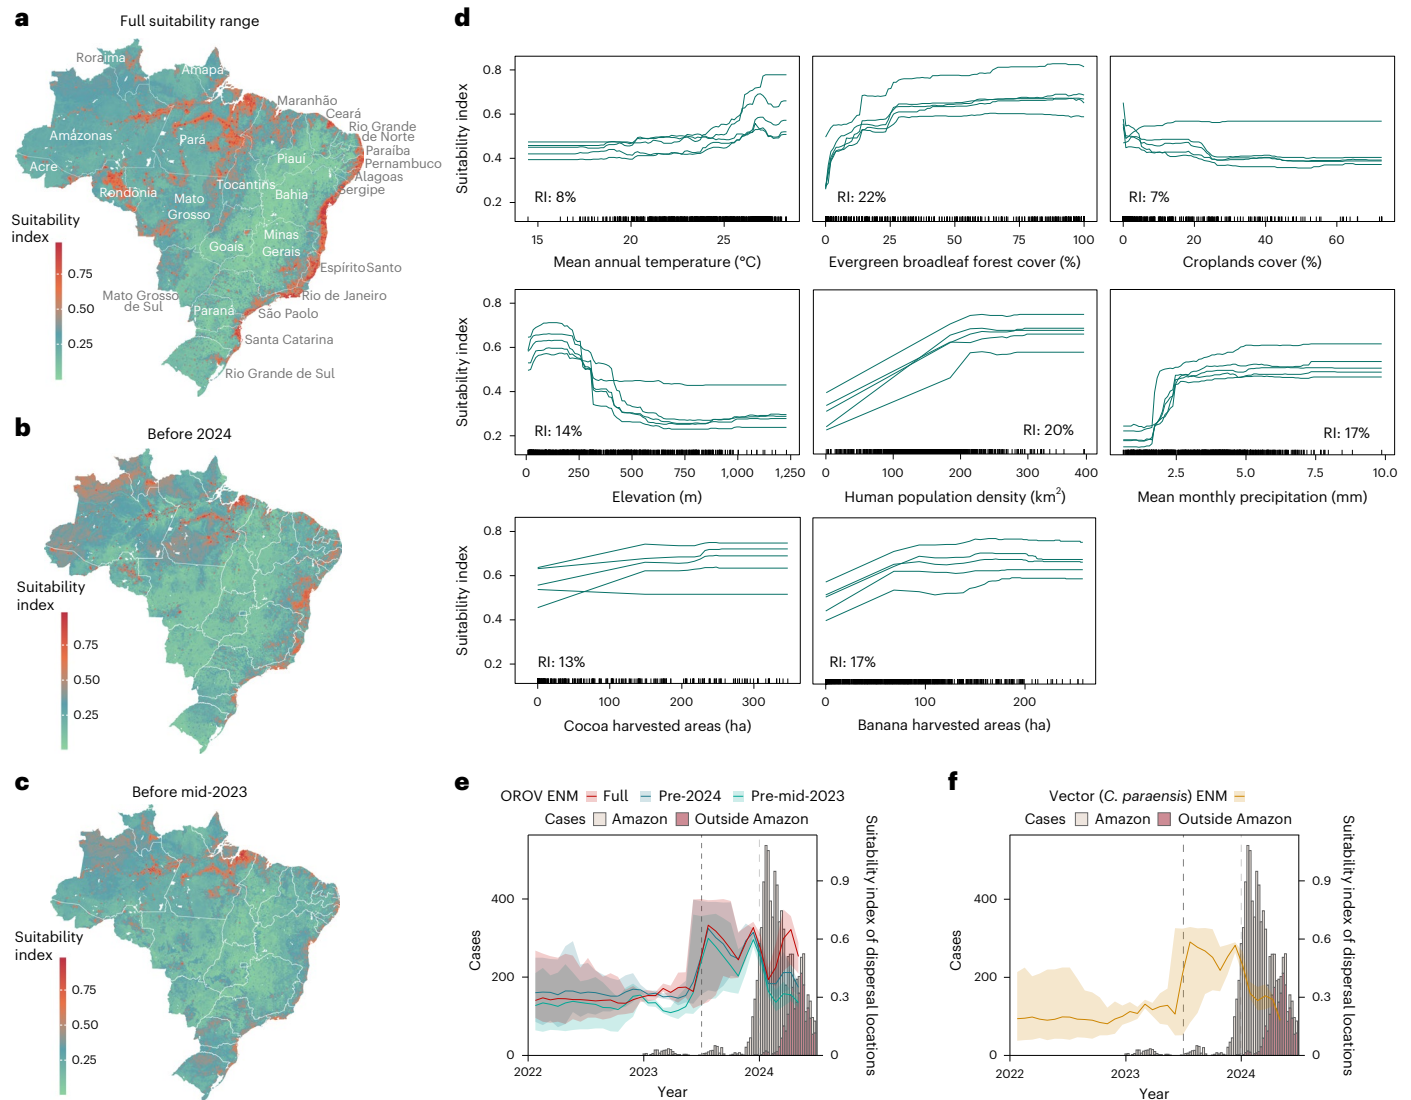 a
Full suitability range
Roraima
Amapá
Maranhão
Ceará
Rio Grande
de Norte
Paraíba
Pernambuco
Alagoas
Sergipe
Amázonas
Pará
Piauí
Acre
Rondônia
Tocantins
Mato
Grosso
Bahia
Goaís
Minas
Gerais
EspíritoSanto
Mato Grosso
de Sul
Rio de Janeiro
Paraná
São Paolo
Santa Catarina
Rio Grande de Sul
Suitability
index
0.75
0.50
0.25
b
Before 2024
Suitability
index
0.75
0.50
0.25
c
Before mid-2023
Suitability
index
0.75
0.50
0.25
d
Suitability index
0.8
0.6
0.4
0.2
RI: 8%
15 20 25
Mean annual temperature (°C)
RI: 22%
0 25 50 75 100
Evergreen broadleaf forest cover (%)
RI: 7%
0 20 40 60
Croplands cover (%)
Suitability index
0.8
0.6
0.4
0.2
RI: 14%
0 250 500 750 1,000 1,250
Elevation (m)
RI: 20%
0 100 200 300 400
Human population density (km²)
RI: 17%
2.5 5.0 7.5 10.0
Mean monthly precipitation (mm)
Suitability index
0.8
0.6
0.4
0.2
RI: 13%
0 100 200 300
Cocoa harvested areas (ha)
RI: 17%
0 100 200
Banana harvested areas (ha)
e
OROV ENM Full Pre-2024 Pre-mid-2023
Cases Amazon Outside Amazon
Cases
400
200
0
0.9
0.6
0.3
0
Suitability index of dispersal locations
2022 2023 2024
Year
f
Vector (C. paraensis) ENM
Cases Amazon Outside Amazon
Cases
400
200
0
0.9
0.6
0.3
0
Suitability index of dispersal locations
2022 2023 2024
Year